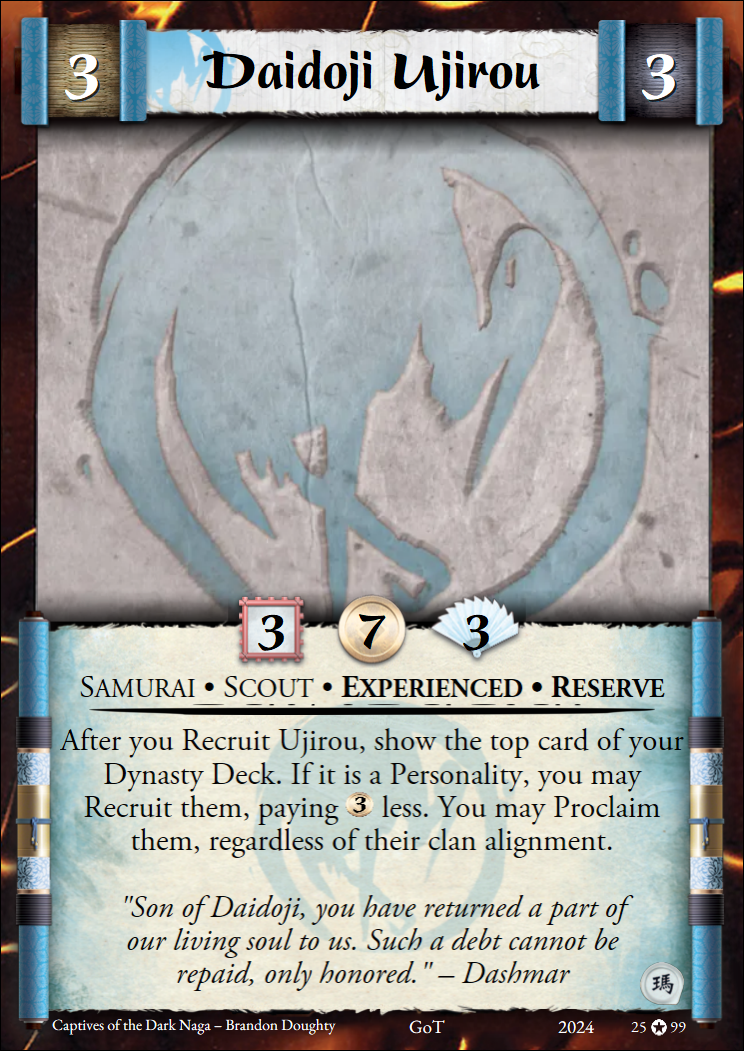 3
Daidoji Ujirou
3
3
7
3
SAMURAI • SCOUT • EXPERIENCED • RESERVE
After you Recruit Ujirou, show the top card of your
Dynasty Deck. If it is a Personality, you may
Recruit them, paying 3 less. You may Proclaim
them, regardless of their clan alignment.
"Son of Daidoji, you have returned a part of
our living soul to us. Such a debt cannot be
repaid, only honored." – Dashmar
瑪
Captives of the Dark Naga – Brandon Doughty
GoT
2024
25 ✪ 99